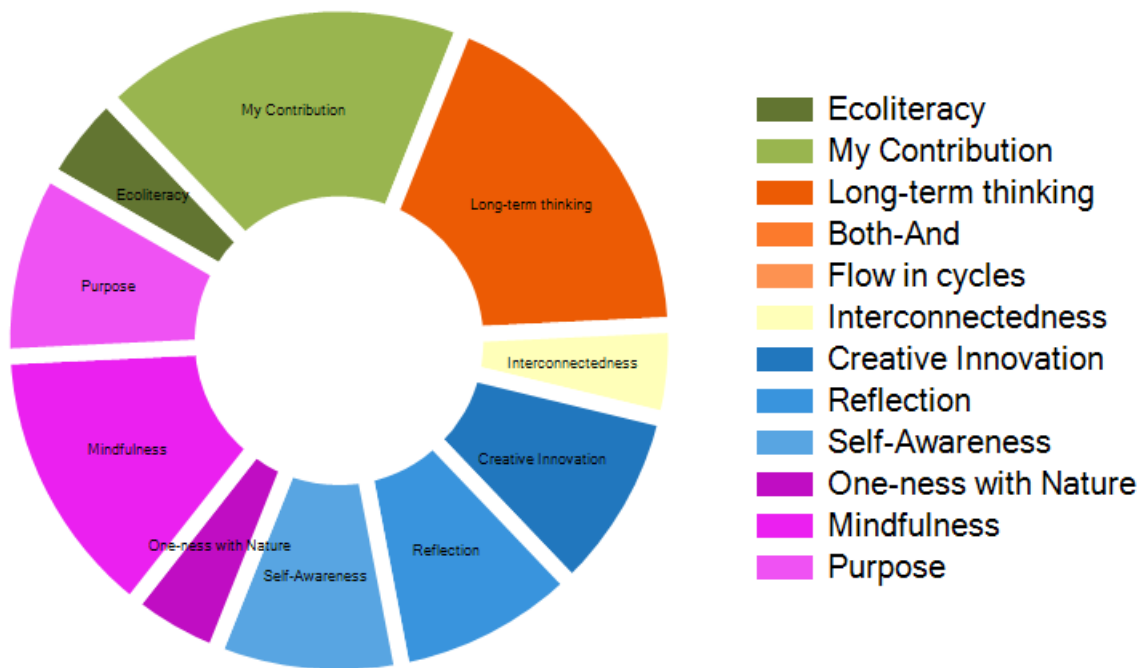 My Contribution
Long-term thinking
Ecoliteracy
Purpose
Interconnectedness
Mindfulness
Creative Innovation
One-ness with Nature
Reflection
Self-Awareness
Ecoliteracy
My Contribution
Long-term thinking
Both-And
Flow in cycles
Interconnectedness
Creative Innovation
Reflection
Self-Awareness
One-ness with Nature
Mindfulness
Purpose